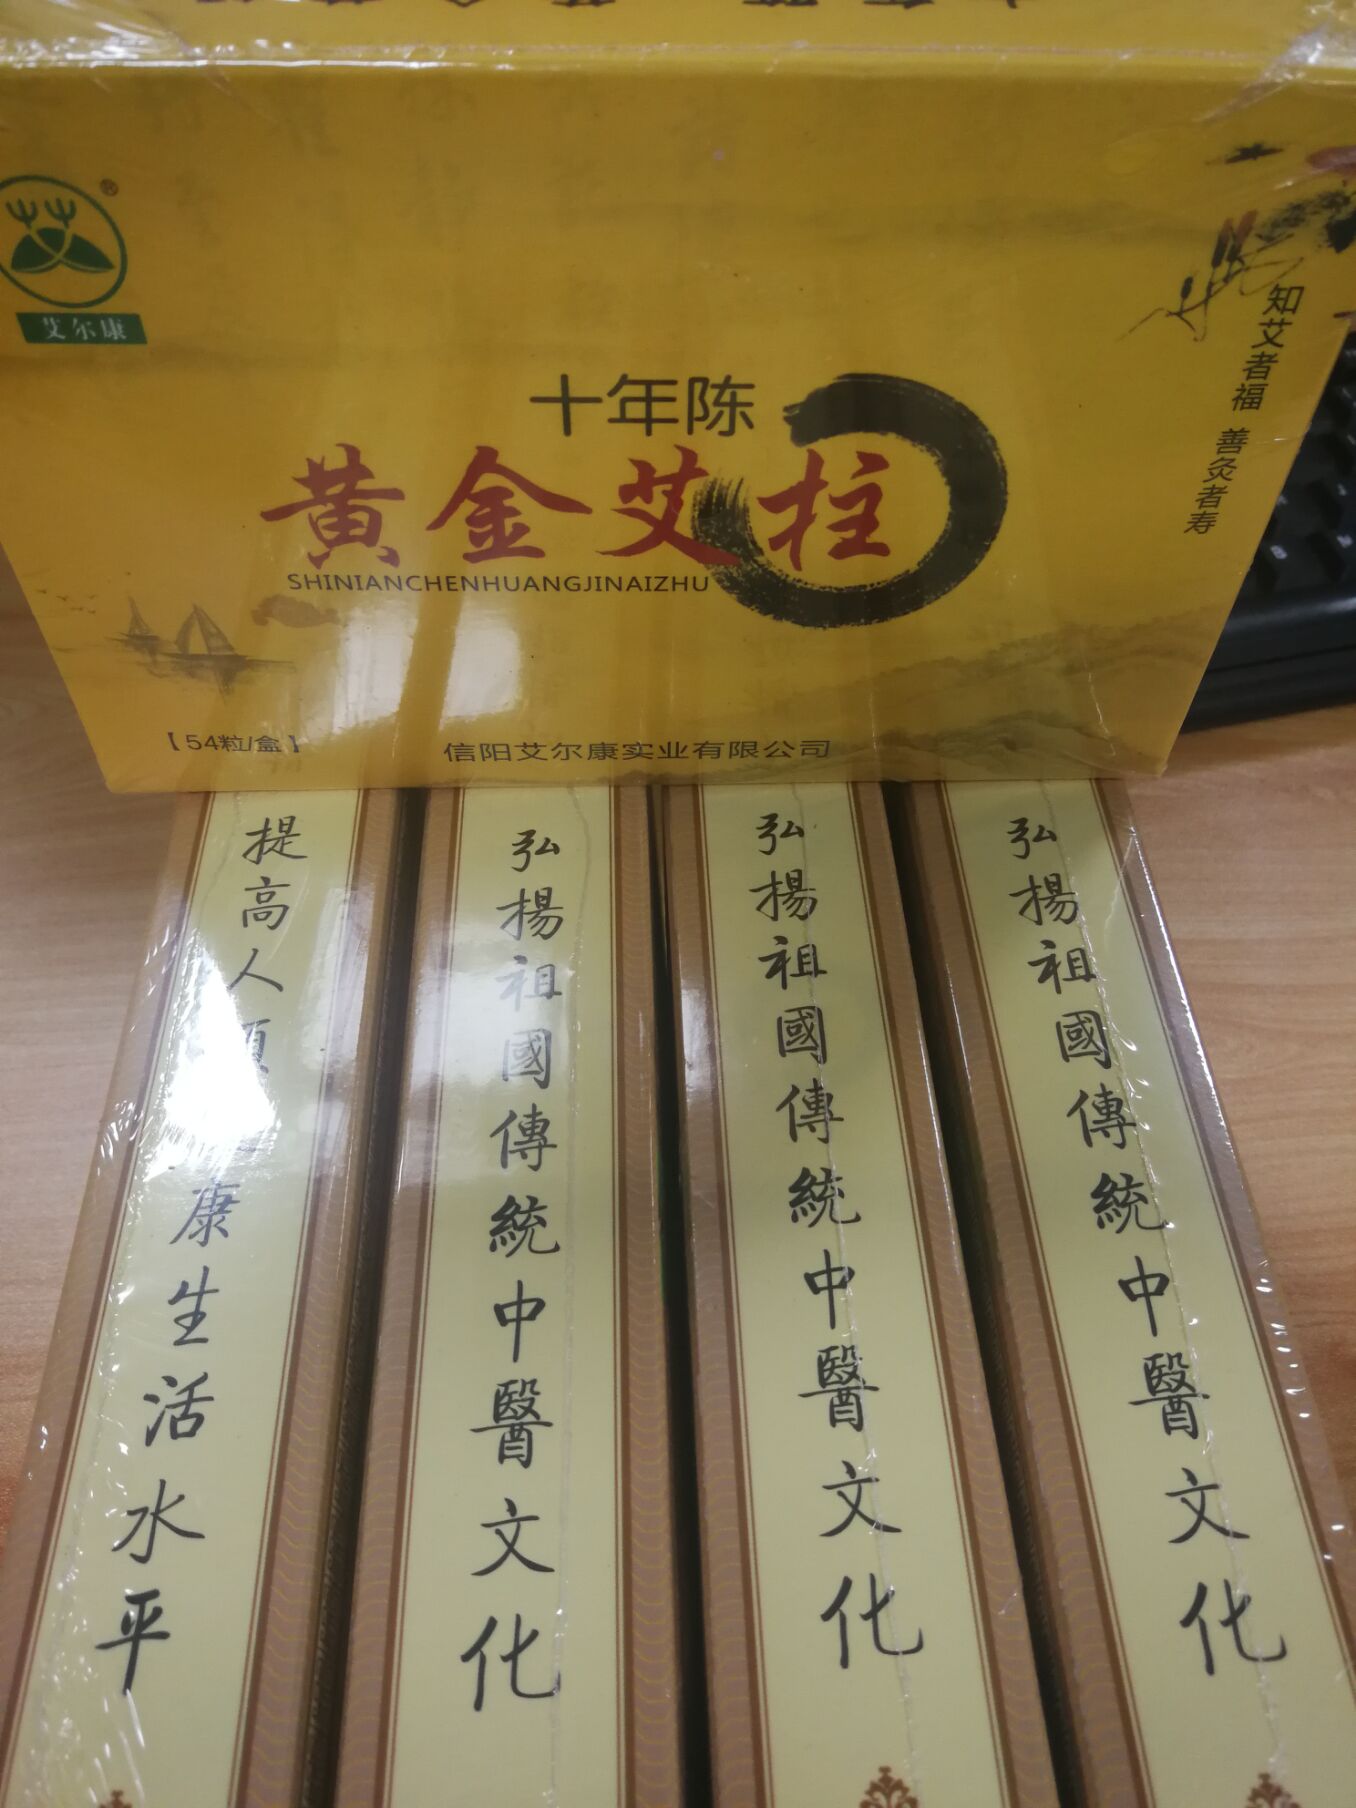 艾尔康
十年陈
黄金艾柱
SHINIANCHENHUANGJINAIZHU
知艾者福 善灸者寿
【54粒/盒】
信阳艾尔康实业有限公司
提高人 康生活水平
弘揚祖國傳統中醫文化
弘揚祖國傳統中醫文化
弘揚祖國傳統中醫文化